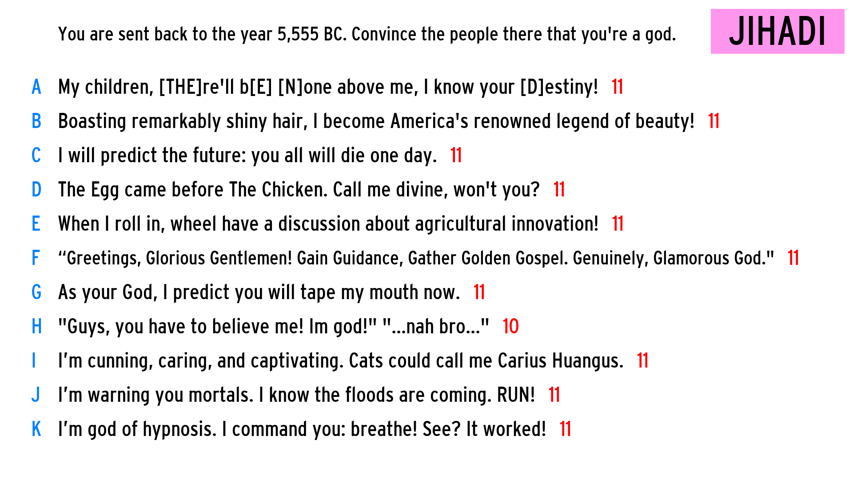 You are sent back to the year 5,555 BC. Convince the people there that you're a god.
JIHADI
A My children, [THE]re'll b[E] [N]one above me, I know your [D]estiny! 11
B Boasting remarkably shiny hair, I become America's renowned legend of beauty! 11
C I will predict the future: you all will die one day. 11
D The Egg came before The Chicken. Call me divine, won't you? 11
E When I roll in, wheel have a discussion about agricultural innovation! 11
F “Greetings, Glorious Gentlemen! Gain Guidance, Gather Golden Gospel. Genuinely, Glamorous God." 11
G As your God, I predict you will tape my mouth now. 11
H "Guys, you have to believe me! Im god!" "...nah bro..." 10
I I’m cunning, caring, and captivating. Cats could call me Carius Huangus. 11
J I’m warning you mortals. I know the floods are coming. RUN! 11
K I’m god of hypnosis. I command you: breathe! See? It worked! 11